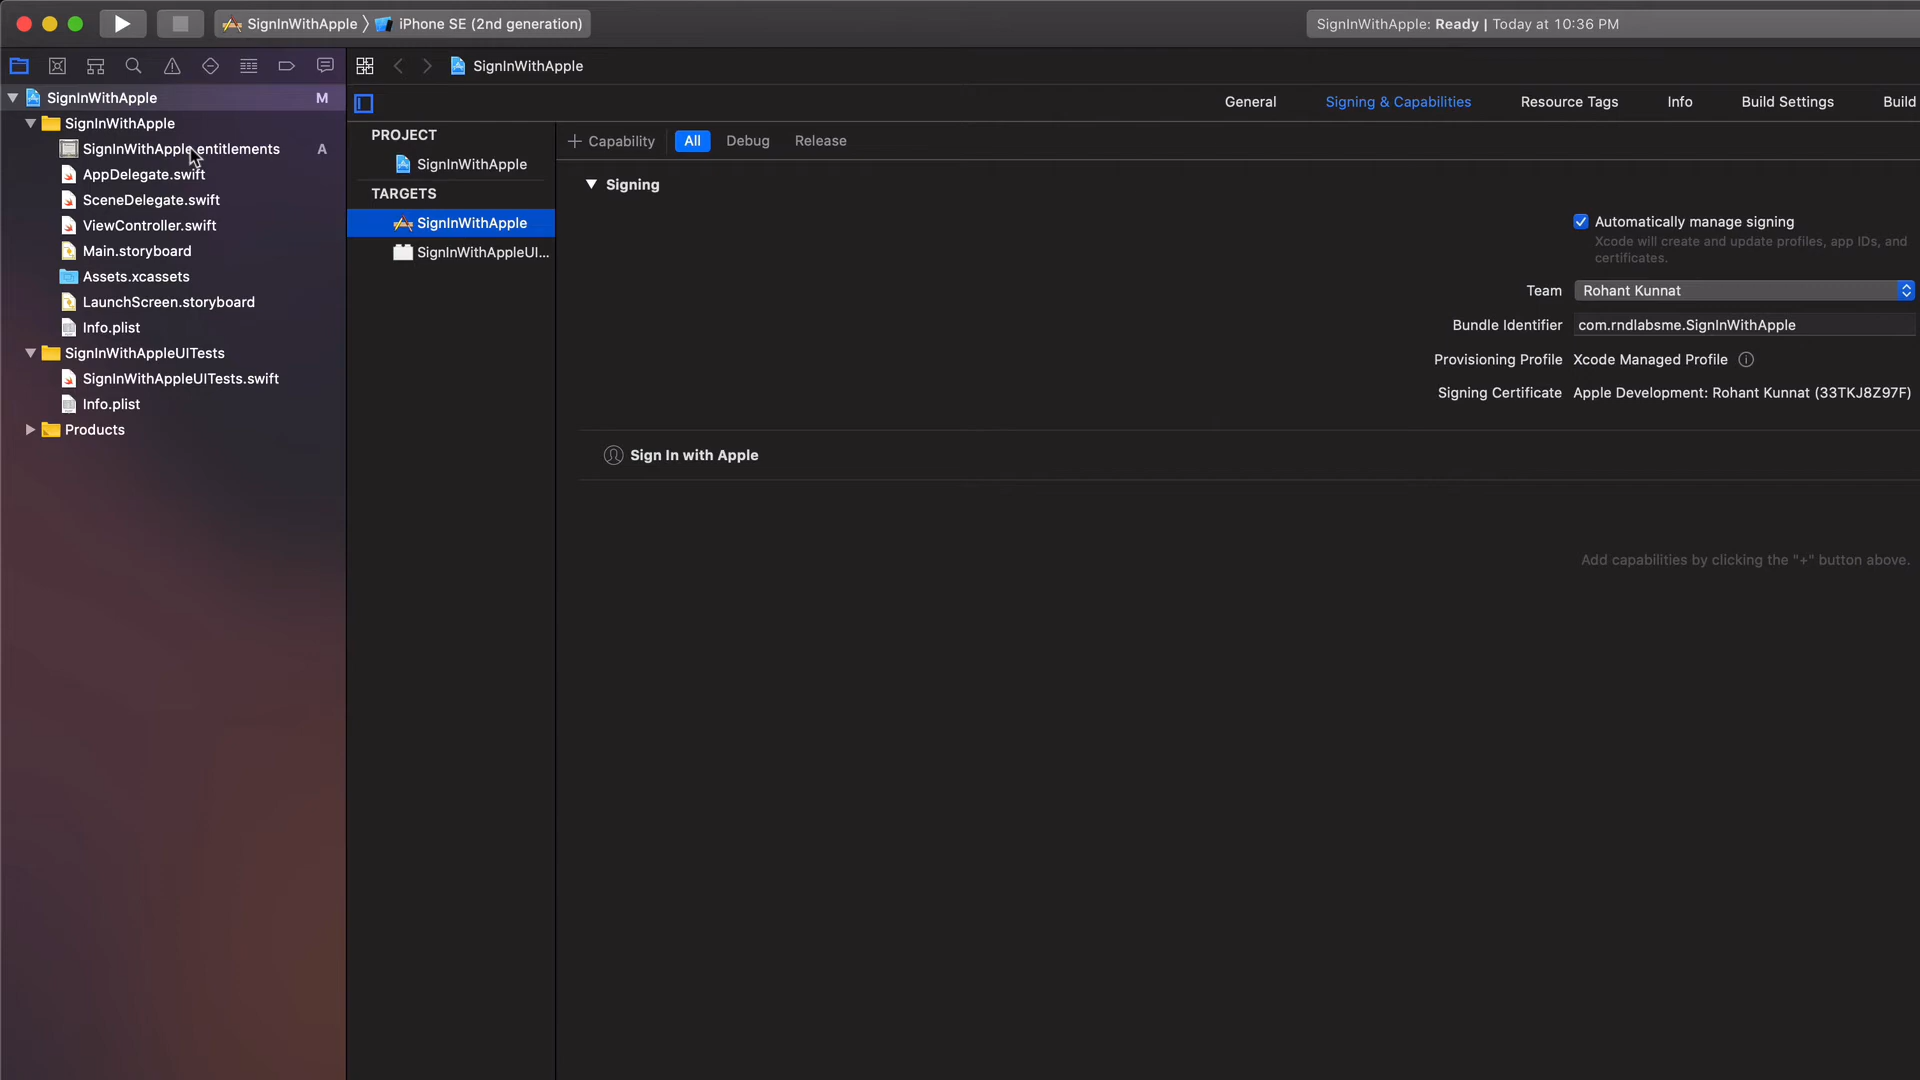 SignInWithApple
iPhone SE (2nd generation)
SignInWithApple: Ready | Today at 10:36 PM
SignInWithApple
SignInWithApple M
General
Signing & Capabilities
Resource Tags
Info
Build Settings
Build
SignInWithApple
SignInWithApple.entitlements A
AppDelegate.swift
SceneDelegate.swift
ViewController.swift
Main.storyboard
Assets.xcassets
LaunchScreen.storyboard
Info.plist
SignInWithAppleUITests
SignInWithAppleUITests.swift
Info.plist
Products
PROJECT
SignInWithApple
TARGETS
SignInWithApple
SignInWithAppleUI...
+ Capability
All
Debug
Release
Signing
Automatically manage signing
Xcode will create and update profiles, app IDs, and
certificates.
Team Rohant Kunnat
Bundle Identifier com.rndlabsme.SignInWithApple
Provisioning Profile Xcode Managed Profile
Signing Certificate Apple Development: Rohant Kunnat (33TKJ8Z97F)
Sign In with Apple
Add capabilities by clicking the "+" button above.